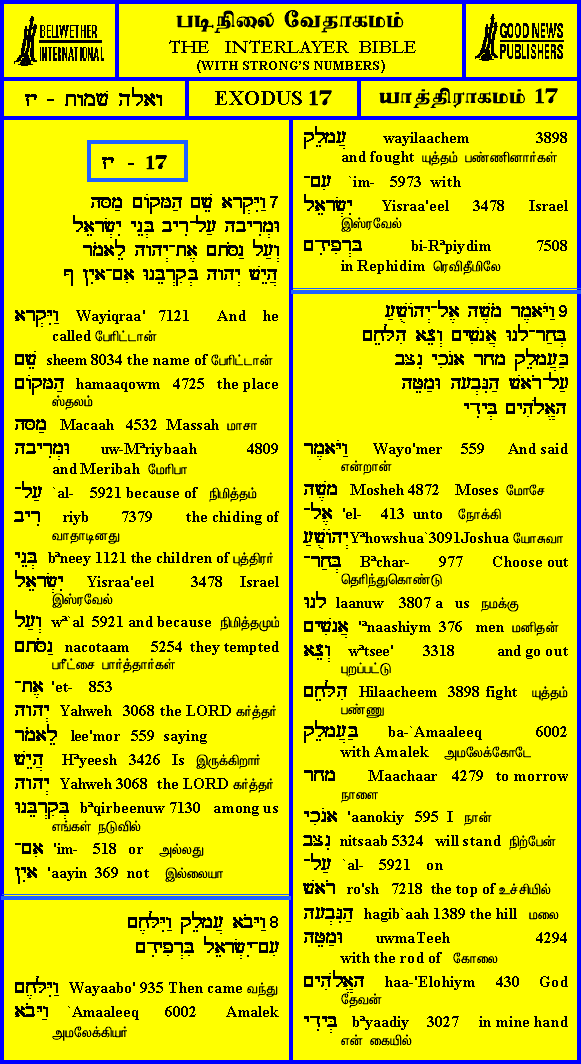 BELLWETHER
INTERNATIONAL
படிநிலை வேதாகமம்
THE INTERLAYER BIBLE
(WITH STRONG'S NUMBERS)
GOOD NEWS
PUBLISHERS
ואלה שמות - יז
EXODUS 17
யாத்திராகமம் 17
יז - 17
7 וַיִּקְרָא שֵׁם הַמָּקוֹם מַסָּה
וּמְרִיבָה עַל־רִיב בְּנֵי יִשְׂרָאֵל
וְעַל נַסֹּתָם אֶת־יְהוָה לֵאמֹר
הֲיֵשׁ יְהוָה בְּקִרְבֵּנוּ אִם־אָיִן ף
וַיִּקְרָא Wayiqraa' 7121 And he
called பேரிட்டான்
שֵׁם sheem 8034 the name of பேரிட்டான்
הַמָּקוֹם hamaaqowm 4725 the place
ஸ்தலம்
מַסָּה Macaah 4532 Massah மாசா
וּמְרִיבָה uw-Mªriybaah 4809
and Meribah மேரிபா
עַל־ `al- 5921 because of நிமித்தம்
רִיב riyb 7379 the chiding of
வாதாடினது
בְּנֵי bªneey 1121 the children of புத்திரர்
יִשְׂרָאֵל Yisraa'eel 3478 Israel
இஸ்ரவேல்
וְעַל wª`al 5921 and because நிமித்தமும்
נַסֹּתָם nacotaam 5254 they tempted
பரீட்சை பார்த்தார்கள்
אֶת־ 'et- 853
יְהוָה Yahweh 3068 the LORD கர்த்தர்
לֵאמֹר lee'mor 559 saying
הֲיֵשׁ Hªyeesh 3426 Is இருக்கிறார்
יְהוָה Yahweh 3068 the LORD கர்த்தர்
בְּקִרְבֵּנוּ bªqirbeenuw 7130 among us
எங்கள் நடுவில்
אִם־ 'im- 518 or அல்லது
אָיִן 'aayin 369 not இல்லையா
8 וַיָּבֹא עֲמָלֵק וַיִּלָּחֶם
עִם־יִשְׂרָאֵל בִּרְפִידִם
וַיִּלָּחֶם Wayaabo' 935 Then came வந்து
וַיָּבֹא `Amaaleeq 6002 Amalek
அமலேக்கியர்
עֲמָלֵק wayilaachem 3898
and fought யுத்தம் பண்ணினார்கள்
עִם־ `im- 5973 with
יִשְׂרָאֵל Yisraa'eel 3478 Israel
இஸ்ரவேல்
בִּרְפִידִם bi-Rªpiydim 7508
in Rephidim ரெவிதீமிலே
9 וַיֹּאמֶר מֹשֶׁה אֶל־יְהוֹשֻׁעַ
בְּחַר־לָנוּ אֲנָשִׁים וְצֵא הִלָּחֵם
בַּעֲמָלֵק מָחָר אָנֹכִי נִצָּב
עַל־רֹאשׁ הַגִּבְעָה וּמַטֵּה
הָאֱלֹהִים בְּיָדִי
וַיֹּאמֶר Wayo'mer 559 And said
என்றான்
מֹשֶׁה Mosheh 4872 Moses மோசே
אֶל־ 'el- 413 unto நோக்கி
יְהוֹשֻׁעַ Yªhowshua` 3091 Joshua யோசுவா
בְּחַר־ Bªchar- 977 Choose out
தெரிந்துகொண்டு
לָנוּ laanuw 3807 a us நமக்கு
אֲנָשִׁים 'ªnaashiym 376 men மனிதன்
וְצֵא wªtsee' 3318 and go out
புறப்பட்டு
הִלָּחֵם Hilaacheem 3898 fight யுத்தம்
பண்ணு
בַּעֲמָלֵק ba-`Amaaleeq 6002
with Amalek அமலேக்கோடே
מָחָר Maachaar 4279 to morrow
நாளை
אָנֹכִי 'aanokiy 595 I நான்
נִצָּב nitsaab 5324 will stand நிற்பேன்
עַל־ `al- 5921 on
רֹאשׁ ro'sh 7218 the top of உச்சியில்
הַגִּבְעָה hagib`aah 1389 the hill மலை
וּמַטֵּה uwmaTeeh 4294
with the rod of கோலை
הָאֱלֹהִים haa-'Elohiym 430 God
தேவன்
בְּיָדִי bªyaadiy 3027 in mine hand
என் கையில்